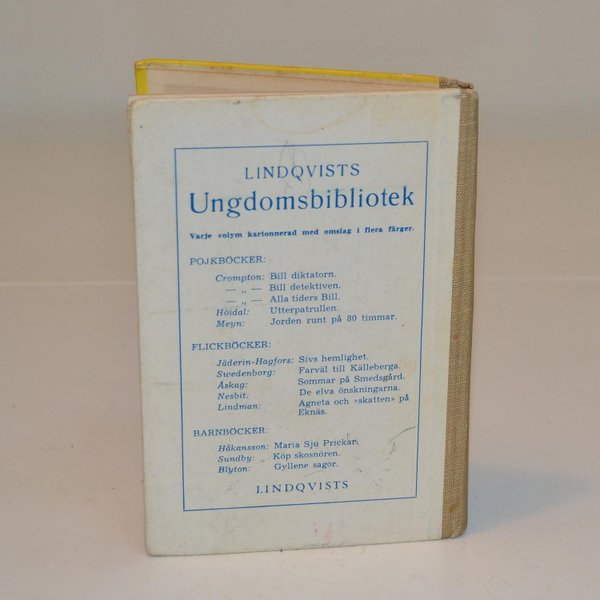 LINDQVISTS
Ungdomsbibliotek
Varje volym kartonnerad med omslag i flera färger.
POJKBÖCKER:
Crompton: Bill diktatorn.
— „ — Bill detektiven.
— „ — Alla tiders Bill.
Höidal: Utterpatrullen.
Meyn: Jorden runt på 80 timmar.
FLICKBÖCKER:
Jäderin-Hagfors: Sivs hemlighet.
Swedenborg: Farväl till Källeberga.
Åskag: Sommar på Smedsgård.
Nesbit: De elva önskningarna.
Lindman: Agneta och »skatten» på
Eknäs.
BARNBÖCKER:
Håkansson: Maria Sju Prickar.
Sundby: Köp skosnören.
Blyton: Gyllene sagor.
LINDQVISTS